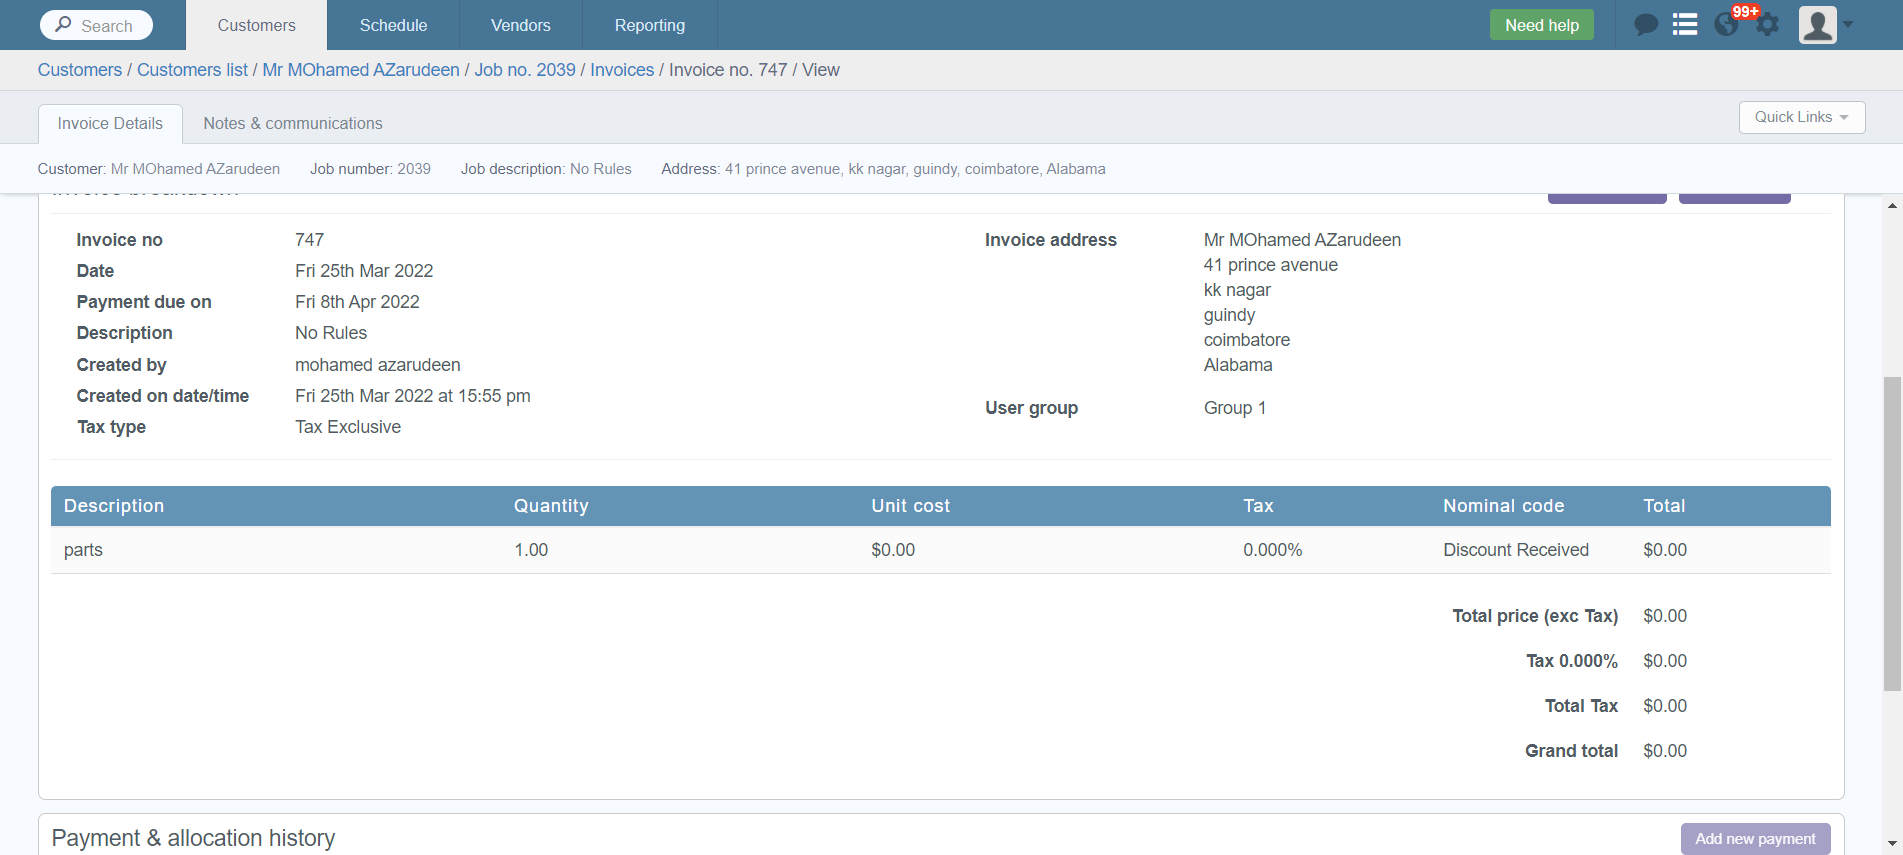 Search
Customers
Schedule
Vendors
Reporting
Need help
99+
Customers / Customers list / Mr MOhamed AZarudeen / Job no. 2039 / Invoices / Invoice no. 747 / View
Invoice Details
Notes & communications
Quick Links
Customer: Mr MOhamed AZarudeen Job number: 2039 Job description: No Rules Address: 41 prince avenue, kk nagar, guindy, coimbatore, Alabama
Invoice no 747
Date Fri 25th Mar 2022
Payment due on Fri 8th Apr 2022
Description No Rules
Created by mohamed azarudeen
Created on date/time Fri 25th Mar 2022 at 15:55 pm
Tax type Tax Exclusive
Invoice address Mr MOhamed AZarudeen
41 prince avenue
kk nagar
guindy
coimbatore
Alabama
User group Group 1
Description Quantity Unit cost Tax Nominal code Total
parts 1.00 $0.00 0.000% Discount Received $0.00
Total price (exc Tax) $0.00
Tax 0.000% $0.00
Total Tax $0.00
Grand total $0.00
Payment & allocation history
Add new payment